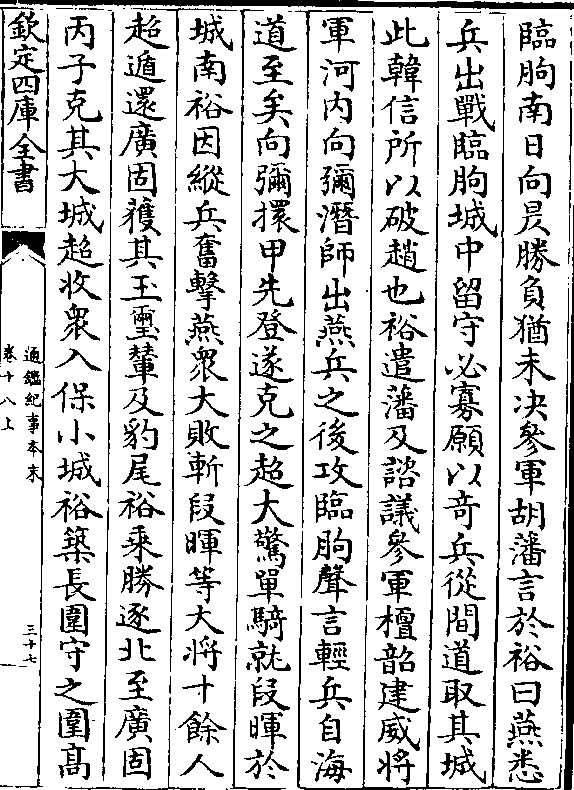 臨朐南日向昃勝負猶未决參軍胡藩言於裕曰燕悉
兵出戰臨朐城中留守必寡願以竒兵從間道取其城
此韓信所以破趙也裕遣藩及諮議參軍檀韶建威將
軍河内向彌潛師出燕兵之後攻臨朐聲言輕兵自海
道至矣向彌擐甲先登遂克之超大驚單騎就段暉於
城南裕因縱兵奮擊燕衆大敗斬段暉等大将十餘人
超遁還廣固獲其玉璽輦及豹尾裕乘勝逐北至廣固
丙子克其大城超收衆入保小城裕築長圍守之圍髙
欽定四庫全書
通鑑紀事本末
卷十八上
三十七